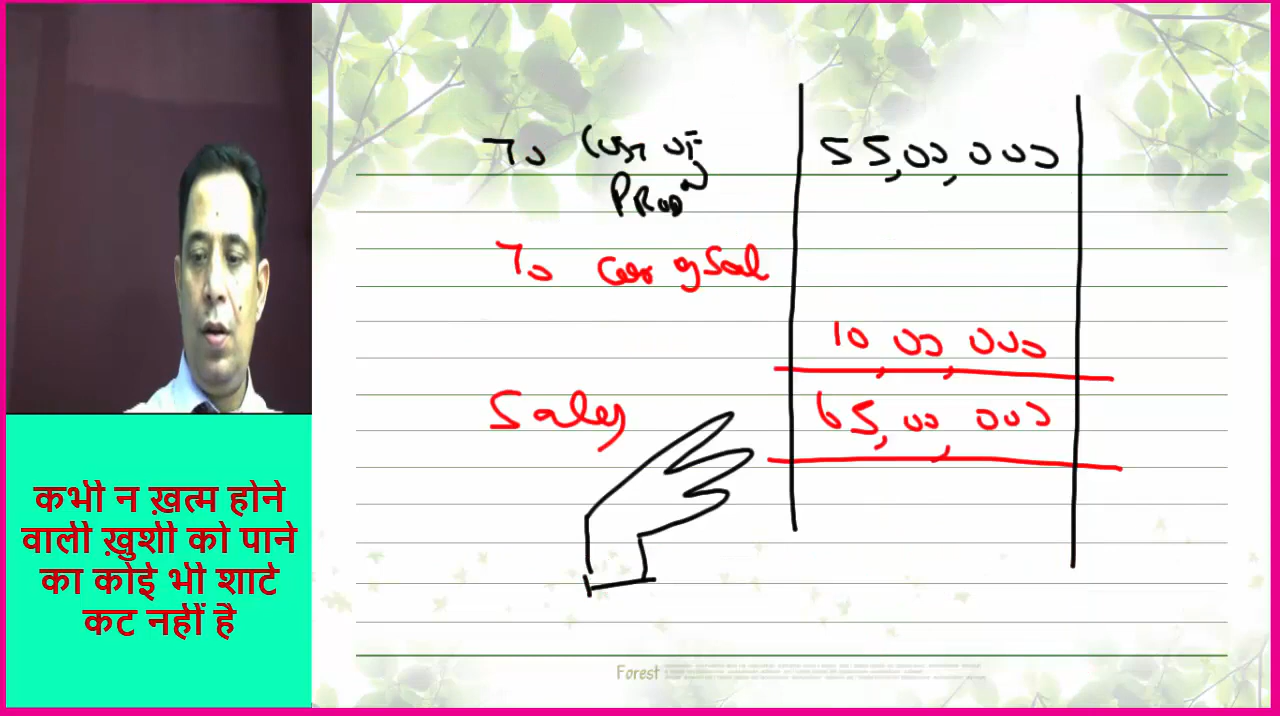 To Cost of 55,00,000
Prodn
To Cost of Sal
10,00,000
Sales 65,00,000
कभी न ख़त्म होने
वाली ख़ुशी को पाने
का कोई भी शार्ट
कट नहीं है
Forest